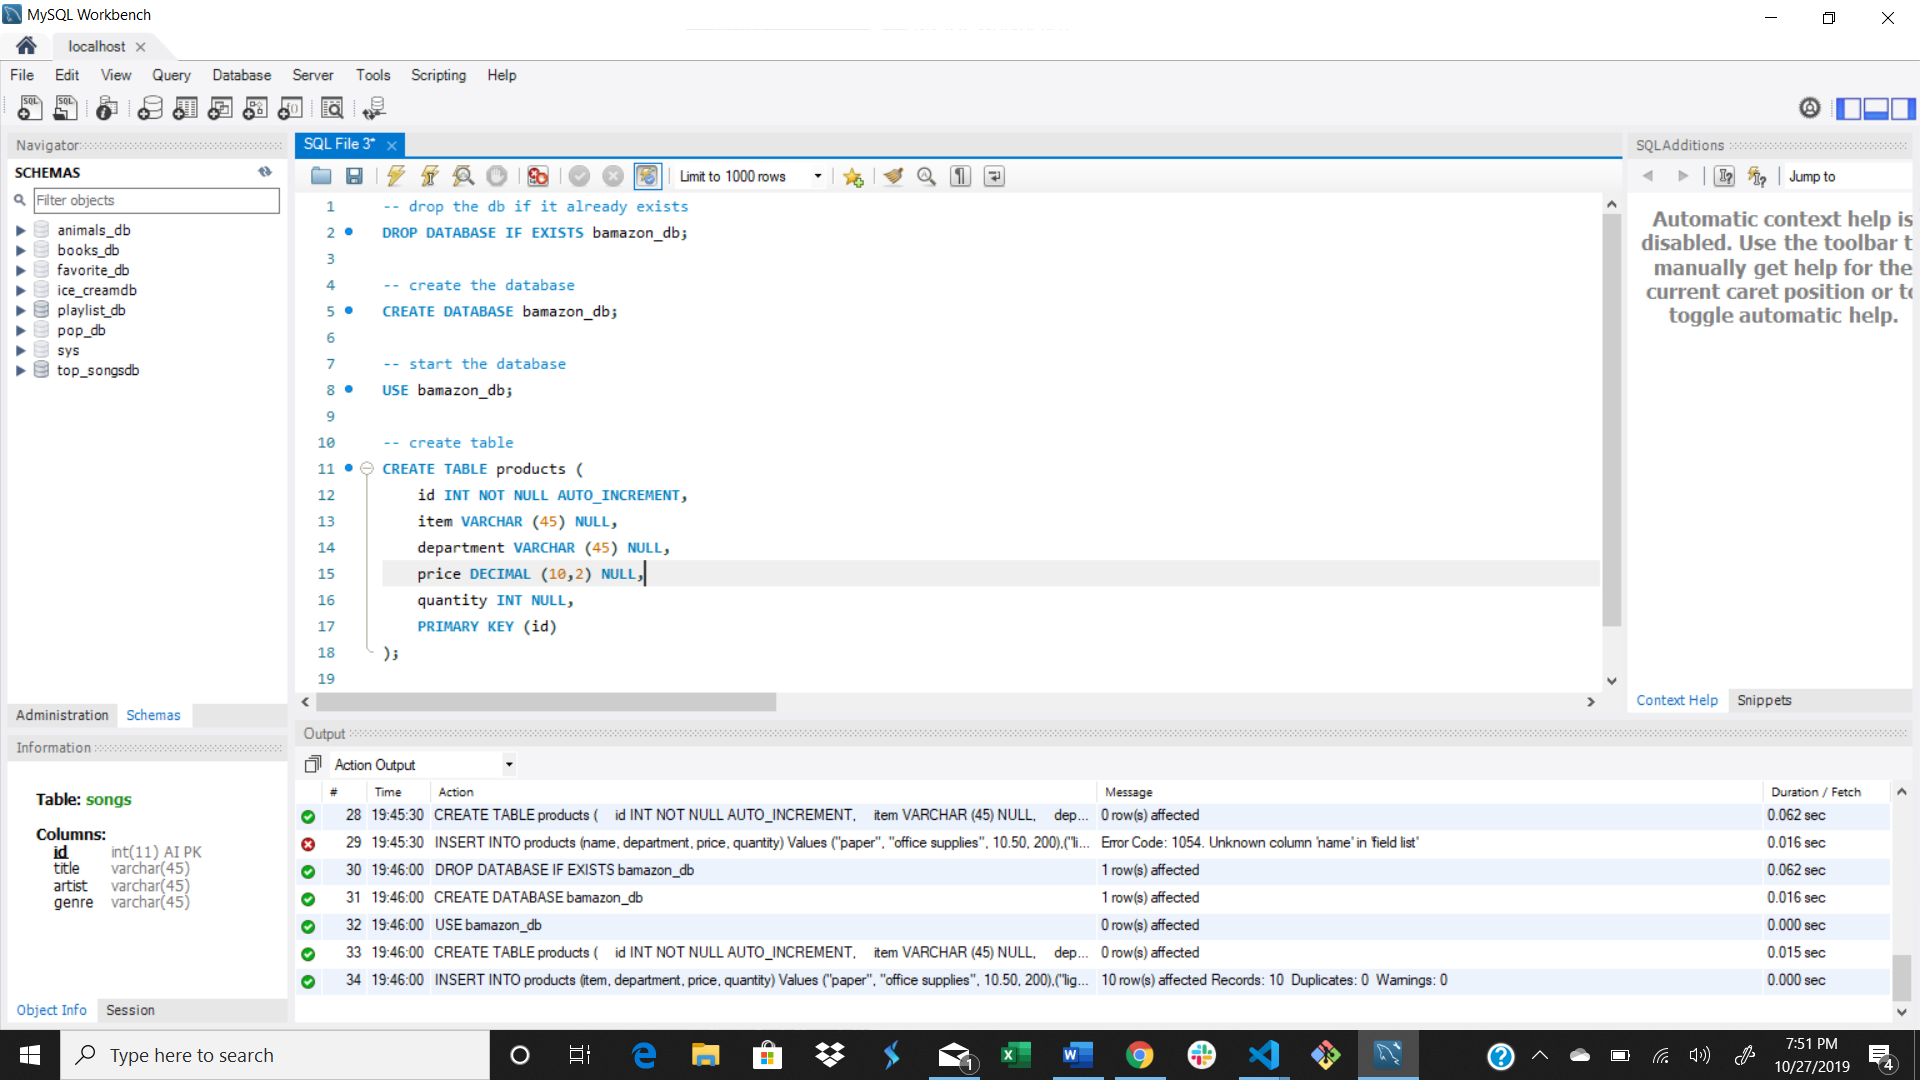 MySQL Workbench
localhost
File Edit View Query Database Server Tools Scripting Help
Navigator
SCHEMAS
Filter objects
animals_db
books_db
favorite_db
ice_creamdb
playlist_db
pop_db
sys
top_songsdb
Administration Schemas
Information
Table: songs
Columns:
id int(11) AI PK
title varchar(45)
artist varchar(45)
genre varchar(45)
Object Info Session
SQL File 3*
Limit to 1000 rows
1 -- drop the db if it already exists
2 DROP DATABASE IF EXISTS bamazon_db;
3
4 -- create the database
5 CREATE DATABASE bamazon_db;
6
7 -- start the database
8 USE bamazon_db;
9
10 -- create table
11 CREATE TABLE products (
12 id INT NOT NULL AUTO_INCREMENT,
13 item VARCHAR (45) NULL,
14 department VARCHAR (45) NULL,
15 price DECIMAL (10,2) NULL,
16 quantity INT NULL,
17 PRIMARY KEY (id)
18 );
19
SQLAdditions
Jump to
Automatic context help is
disabled. Use the toolbar t
manually get help for the
current caret position or to
toggle automatic help.
Context Help Snippets
Output
Action Output
# Time Action Message Duration / Fetch
28 19:45:30 CREATE TABLE products ( id INT NOT NULL AUTO_INCREMENT, item VARCHAR (45) NULL, dep... 0 row(s) affected 0.062 sec
29 19:45:30 INSERT INTO products (name, department, price, quantity) Values ("paper", "office supplies", 10.50, 200),("li... Error Code: 1054. Unknown column 'name' in 'field list' 0.016 sec
30 19:46:00 DROP DATABASE IF EXISTS bamazon_db 1 row(s) affected 0.062 sec
31 19:46:00 CREATE DATABASE bamazon_db 1 row(s) affected 0.016 sec
32 19:46:00 USE bamazon_db 0 row(s) affected 0.000 sec
33 19:46:00 CREATE TABLE products ( id INT NOT NULL AUTO_INCREMENT, item VARCHAR (45) NULL, dep... 0 row(s) affected 0.015 sec
34 19:46:00 INSERT INTO products (item, department, price, quantity) Values ("paper", "office supplies", 10.50, 200),("lig... 10 row(s) affected Records: 10 Duplicates: 0 Warnings: 0 0.000 sec
Type here to search
1
7:51 PM
10/27/2019
4